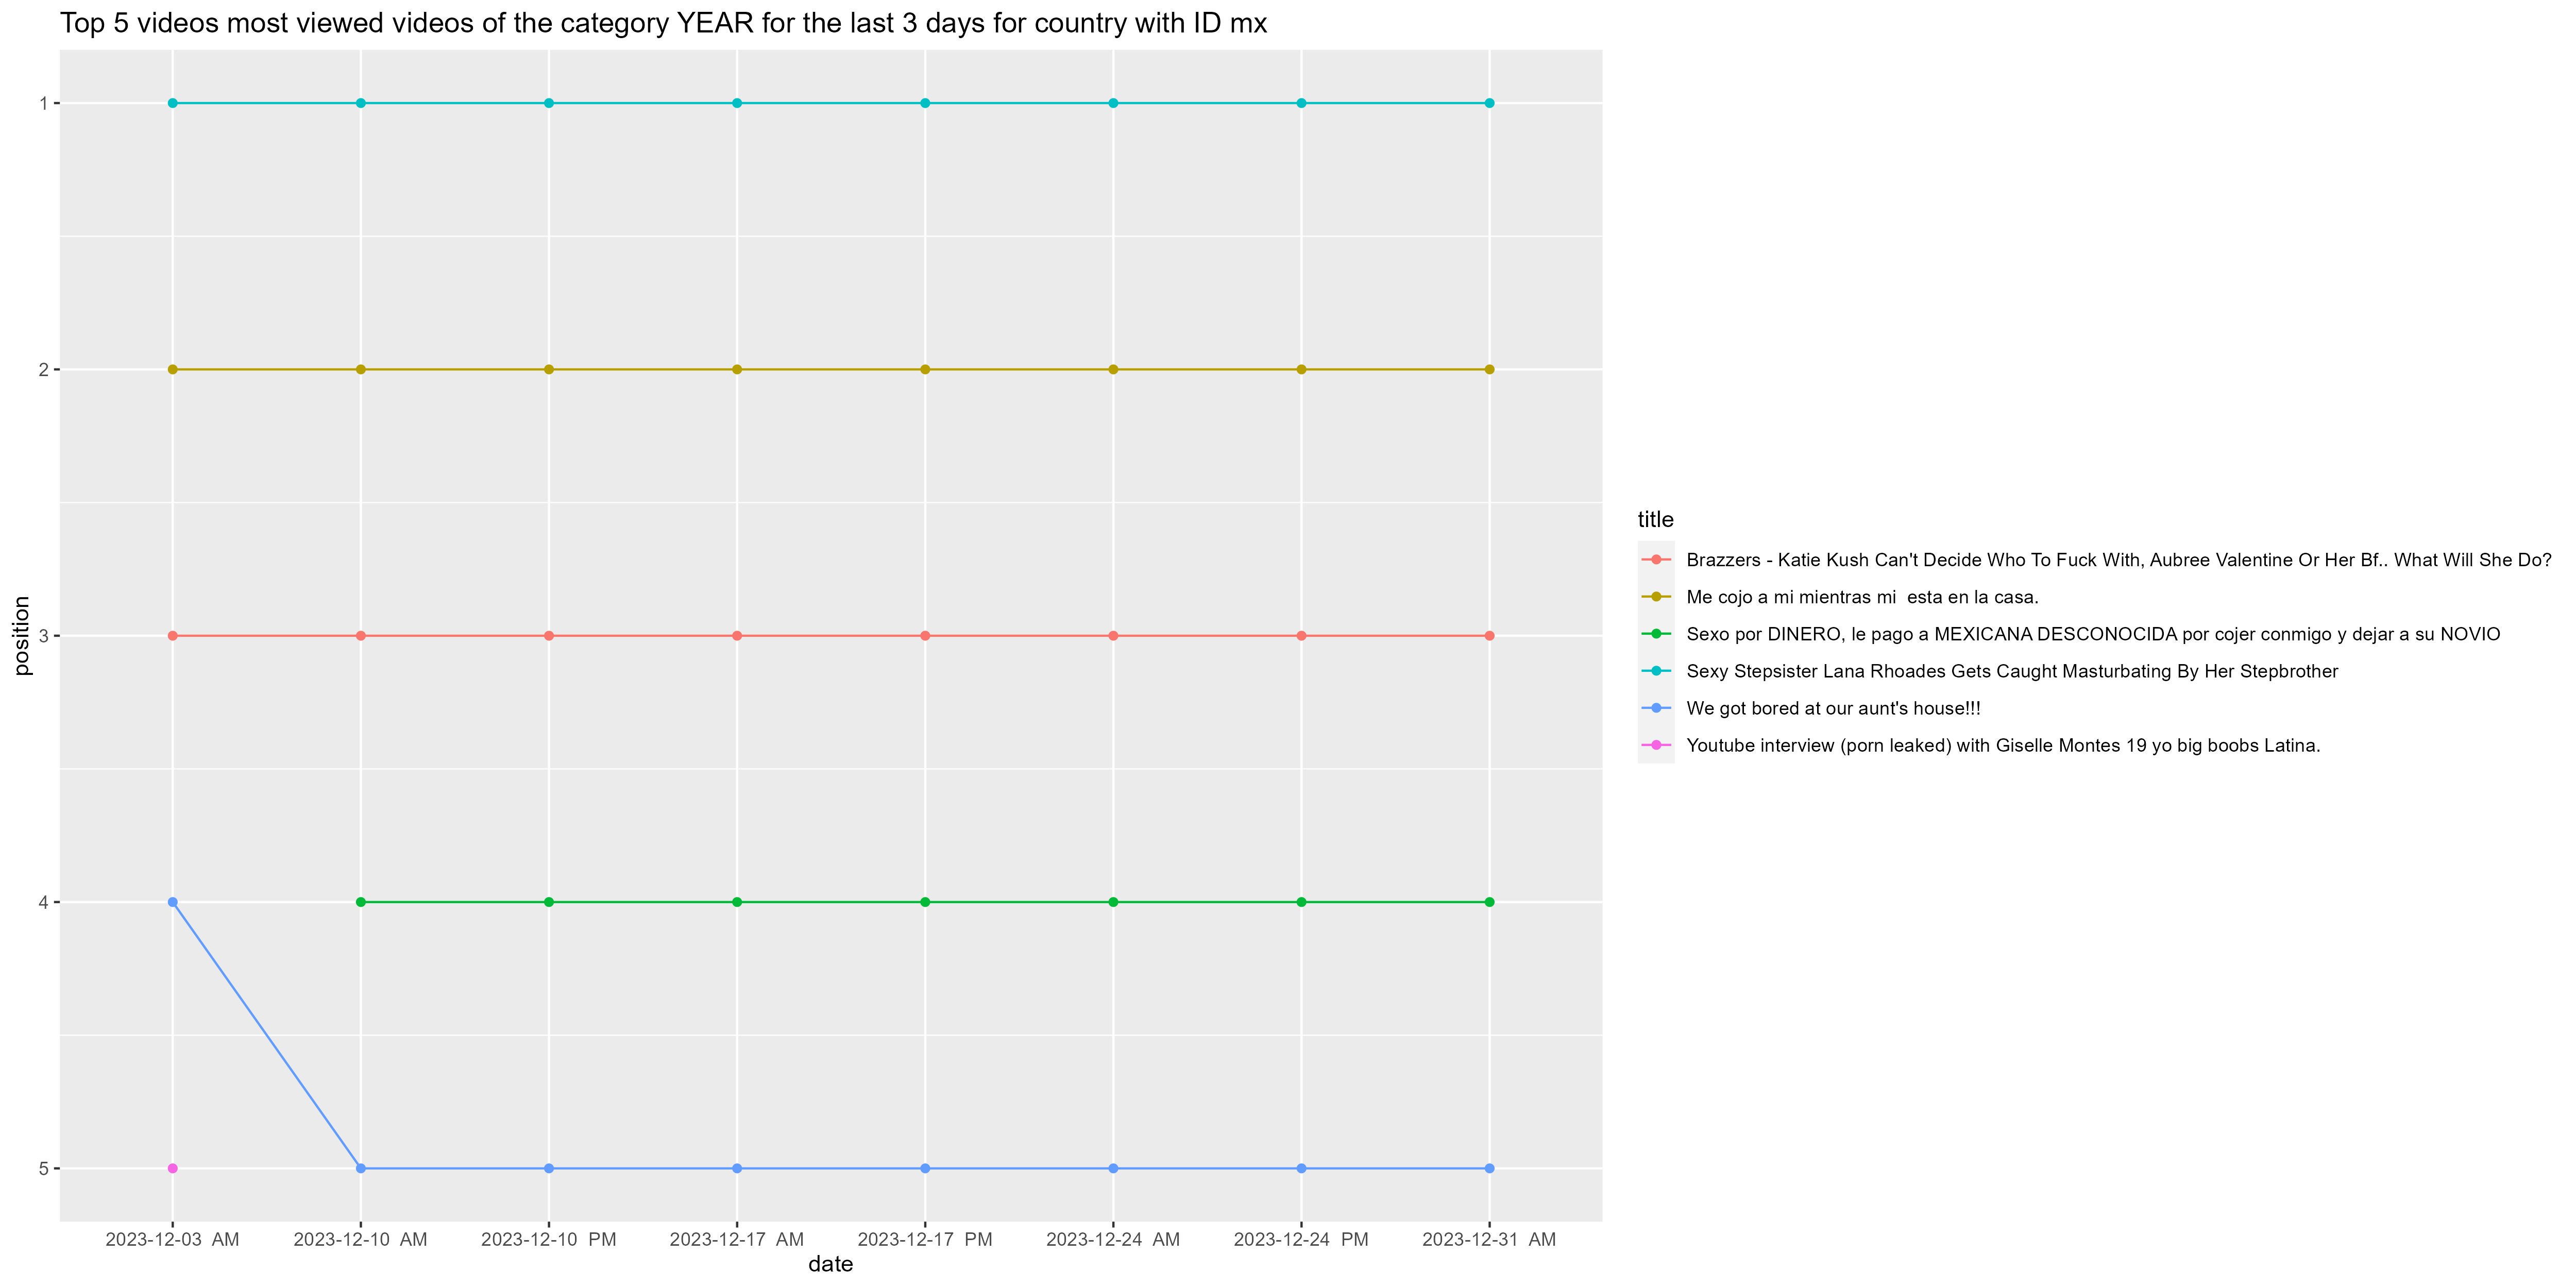 Top 5 videos most viewed videos of the category YEAR for the last 3 days for country with ID mx
1
2
3
4
5
position
2023-12-03 AM
2023-12-10 AM
2023-12-10 PM
2023-12-17 AM
2023-12-17 PM
2023-12-24 AM
2023-12-24 PM
2023-12-31 AM
date
title
Brazzers - Katie Kush Can't Decide Who To Fuck With, Aubree Valentine Or Her Bf.. What Will She Do?
Me cojo a mi mientras mi  esta en la casa.
Sexo por DINERO, le pago a MEXICANA DESCONOCIDA por cojer conmigo y dejar a su NOVIO
Sexy Stepsister Lana Rhoades Gets Caught Masturbating By Her Stepbrother
We got bored at our aunt's house!!!
Youtube interview (porn leaked) with Giselle Montes 19 yo big boobs Latina.